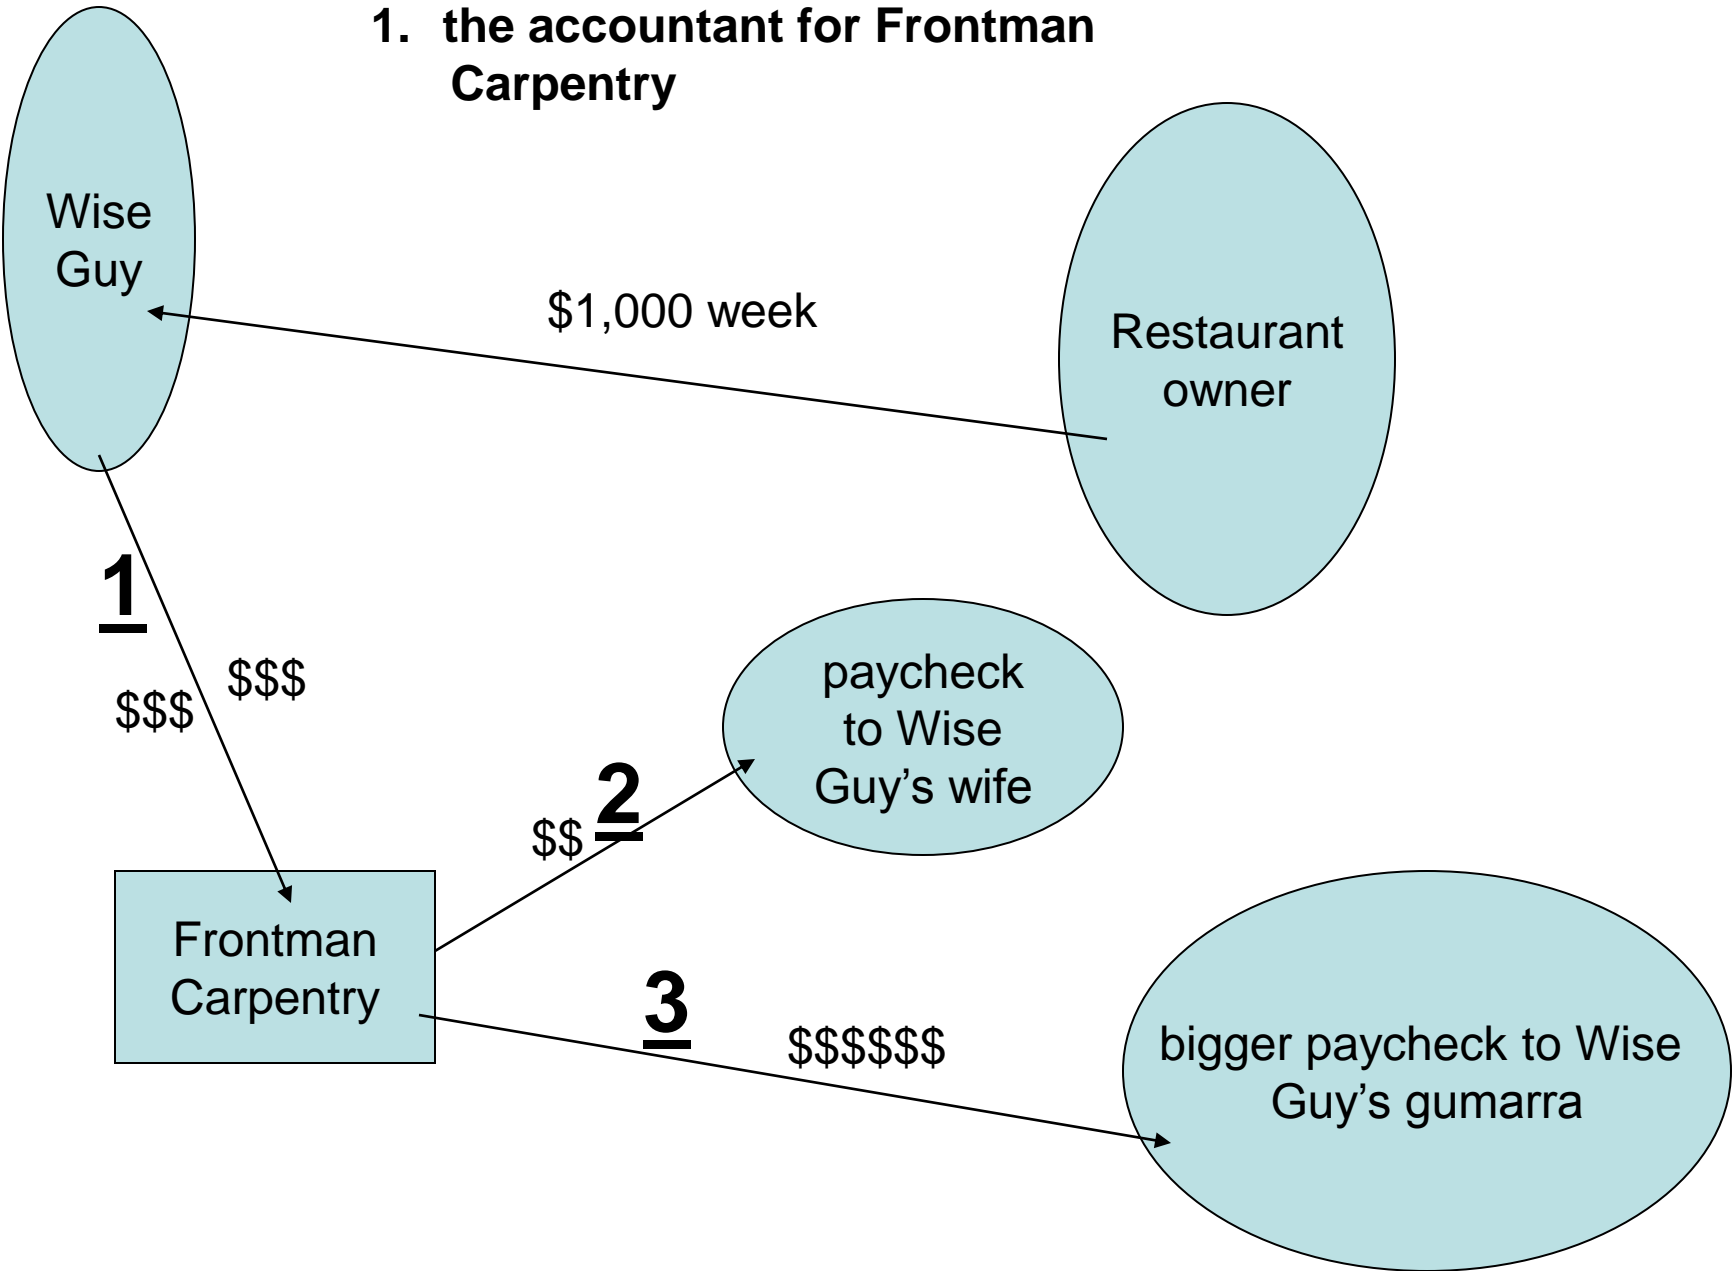 1. the accountant for Frontman
Carpentry
Wise
Guy
$1,000 week
Restaurant
owner
1
$$$
$$$
paycheck
to Wise
Guy’s wife
2
$$
Frontman
Carpentry
3
$$$$$$
bigger paycheck to Wise
Guy’s gumarra